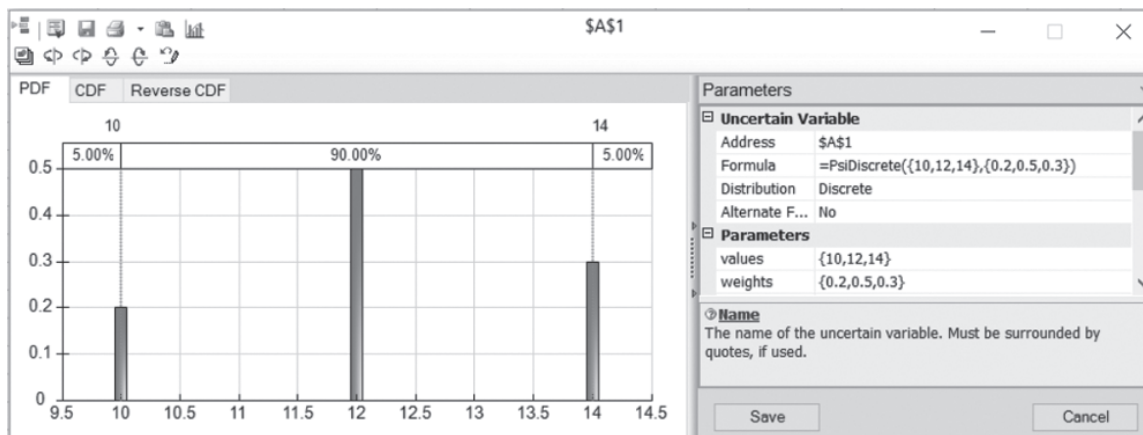 $A$1
PDF CDF Reverse CDF
10 14
5.00% 90.00% 5.00%
0.5
0.4
0.3
0.2
0.1
0
9.5 10 10.5 11 11.5 12 12.5 13 13.5 14 14.5
Parameters
Uncertain Variable
Address $A$1
Formula =PsiDiscrete({10,12,14},{0.2,0.5,0.3})
Distribution Discrete
Alternate F... No
Parameters
values {10,12,14}
weights {0.2,0.5,0.3}
Name
The name of the uncertain variable. Must be surrounded by
quotes, if used.
Save Cancel